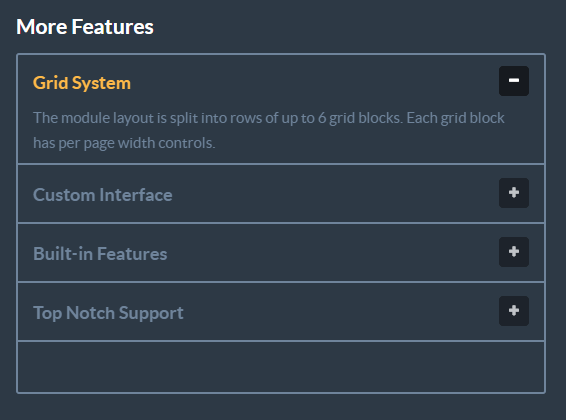 More Features
Grid System
The module layout is split into rows of up to 6 grid blocks. Each grid block
has per page width controls.
Custom Interface
Built-in Features
Top Notch Support